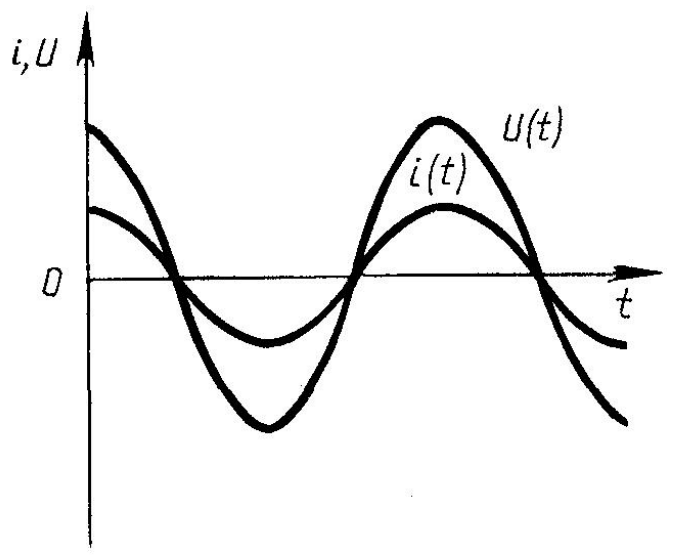 i, U
U(t)
i(t)
0
t